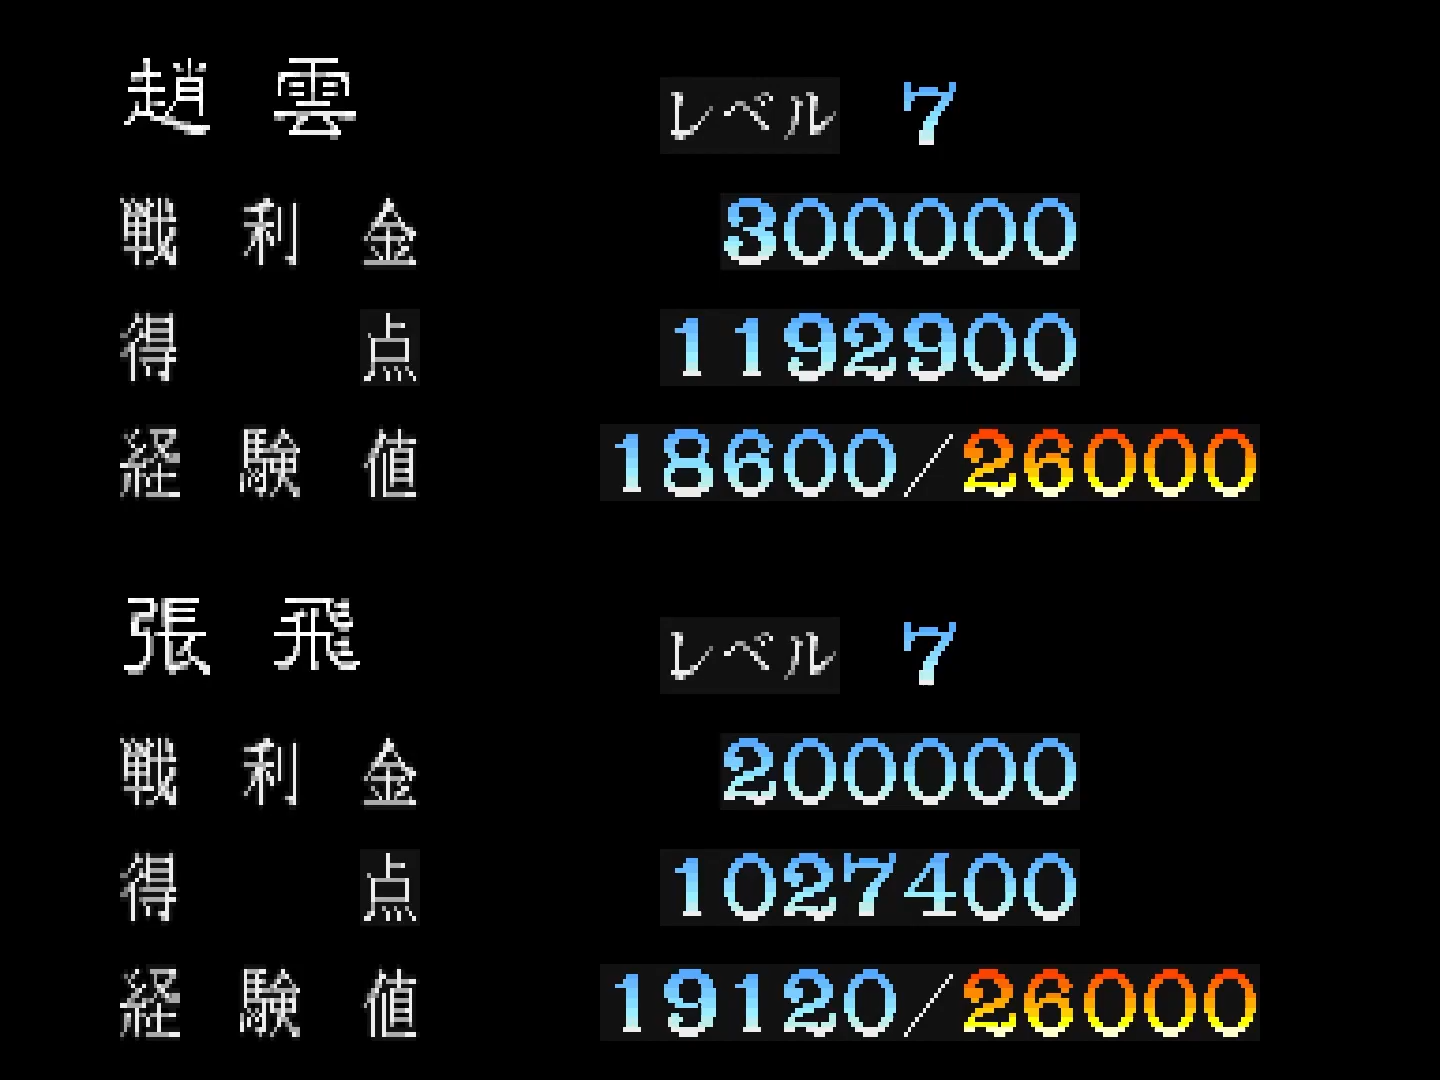 趙雲 レベル 7
戦利金 300000
得点 1192900
経験値 18600/26000
張飛 レベル 7
戦利金 200000
得点 1027400
経験値 19120/26000